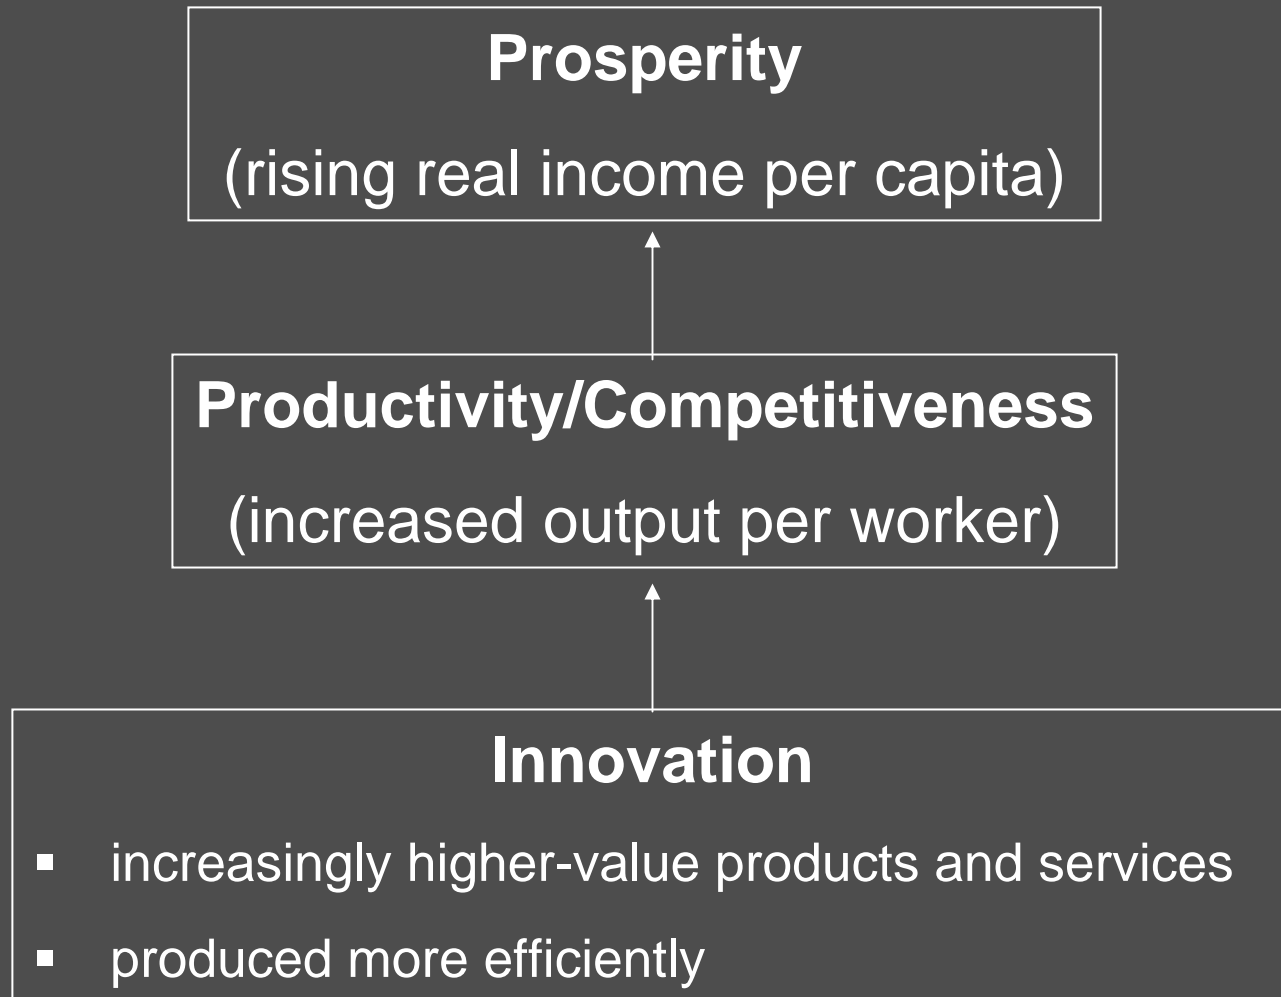 Prosperity
(rising real income per capita)
Productivity/Competitiveness
(increased output per worker)
Innovation
▪ increasingly higher-value products and services
▪ produced more efficiently